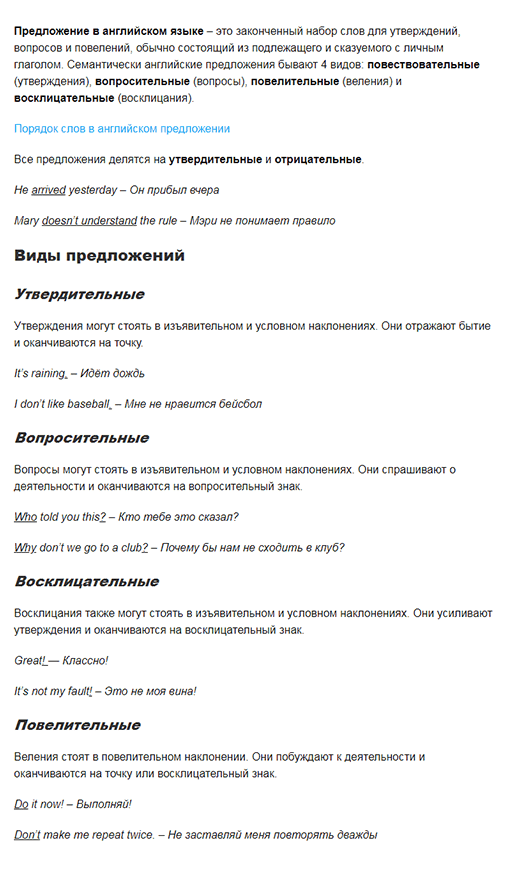 Предложение в английском языке – это законченный набор слов для утверждений,
вопросов и повелений, обычно состоящий из подлежащего и сказуемого с личным
глаголом. Семантически английские предложения бывают 4 видов: повествовательные
(утверждения), вопросительные (вопросы), повелительные (веления) и
восклицательные (восклицания).
Порядок слов в английском предложении
Все предложения делятся на утвердительные и отрицательные.
He arrived yesterday – Он прибыл вчера
Mary doesn't understand the rule – Мэри не понимает правило
Виды предложений
Утвердительные
Утверждения могут стоять в изъявительном и условном наклонениях. Они отражают бытие
и оканчиваются на точку.
It's raining. – Идёт дождь
I don't like baseball. – Мне не нравится бейсбол
Вопросительные
Вопросы могут стоять в изъявительном и условном наклонениях. Они спрашивают о
деятельности и оканчиваются на вопросительный знак.
Who told you this? – Кто тебе это сказал?
Why don't we go to a club? – Почему бы нам не сходить в клуб?
Восклицательные
Восклицания также могут стоять в изъявительном и условном наклонениях. Они усиливают
утверждения и оканчиваются на восклицательный знак.
Great! — Классно!
It's not my fault! – Это не моя вина!
Повелительные
Веления стоят в повелительном наклонении. Они побуждают к деятельности и
оканчиваются на точку или восклицательный знак.
Do it now! – Выполняй!
Don't make me repeat twice. – Не заставляй меня повторять дважды